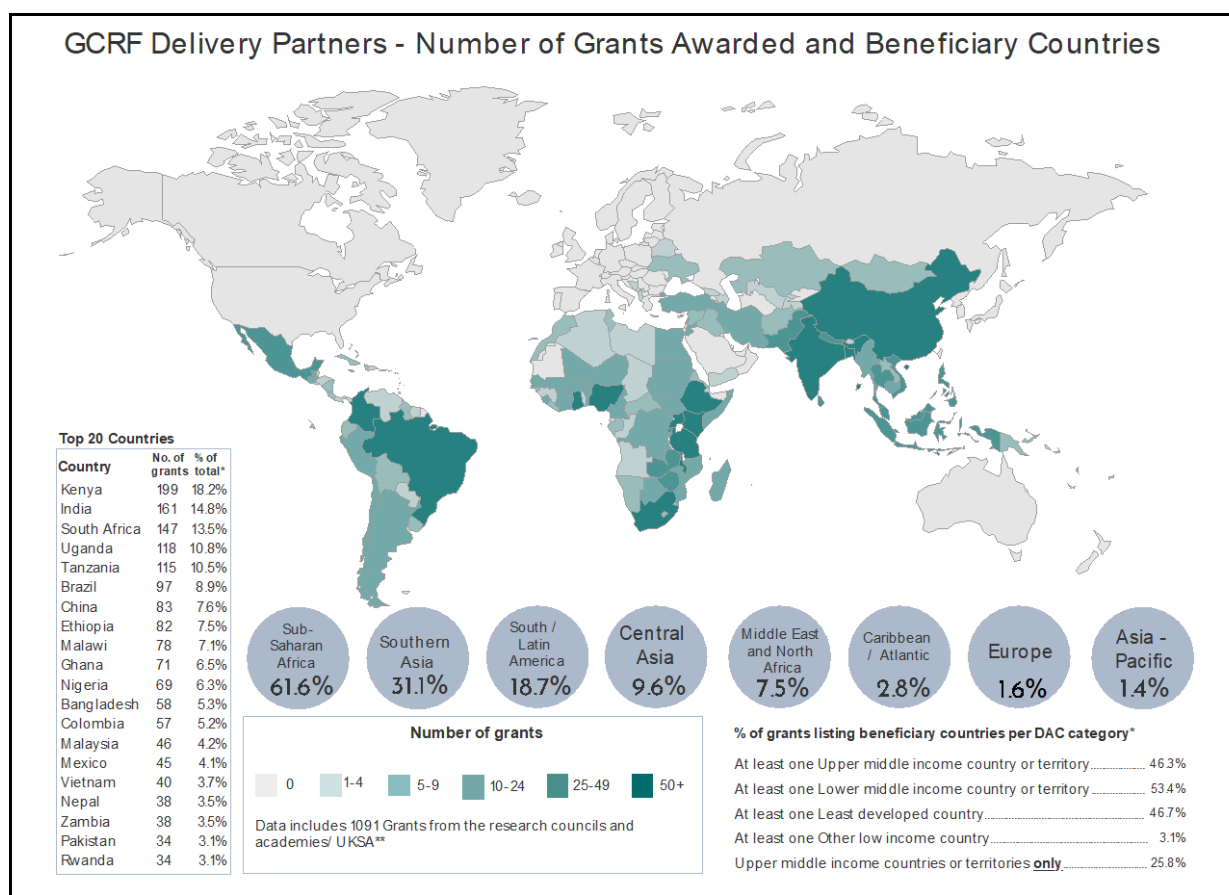 GCRF Delivery Partners - Number of Grants Awarded and Beneficiary Countries
Top 20 Countries
Country No. of grants % of total*
Kenya 199 18.2%
India 161 14.8%
South Africa 147 13.5%
Uganda 118 10.8%
Tanzania 115 10.5%
Brazil 97 8.9%
China 83 7.6%
Ethiopia 82 7.5%
Malawi 78 7.1%
Ghana 71 6.5%
Nigeria 69 6.3%
Bangladesh 58 5.3%
Colombia 57 5.2%
Malaysia 46 4.2%
Mexico 45 4.1%
Vietnam 40 3.7%
Nepal 38 3.5%
Zambia 38 3.5%
Pakistan 34 3.1%
Rwanda 34 3.1%
Sub-
Saharan
Africa
61.6%
Southern
Asia
31.1%
South /
Latin
America
18.7%
Central
Asia
9.6%
Middle East
and North
Africa
7.5%
Caribbean
/ Atlantic
2.8%
Europe
1.6%
Asia -
Pacific
1.4%
Number of grants
0 1-4 5-9 10-24 25-49 50+
Data includes 1091 Grants from the research councils and
academies/ UKSA**
% of grants listing beneficiary countries per DAC category*
At least one Upper middle income country or territory 46.3%
At least one Lower middle income country or territory 53.4%
At least one Least developed country 46.7%
At least one Other low income country 3.1%
Upper middle income countries or territories only 25.8%